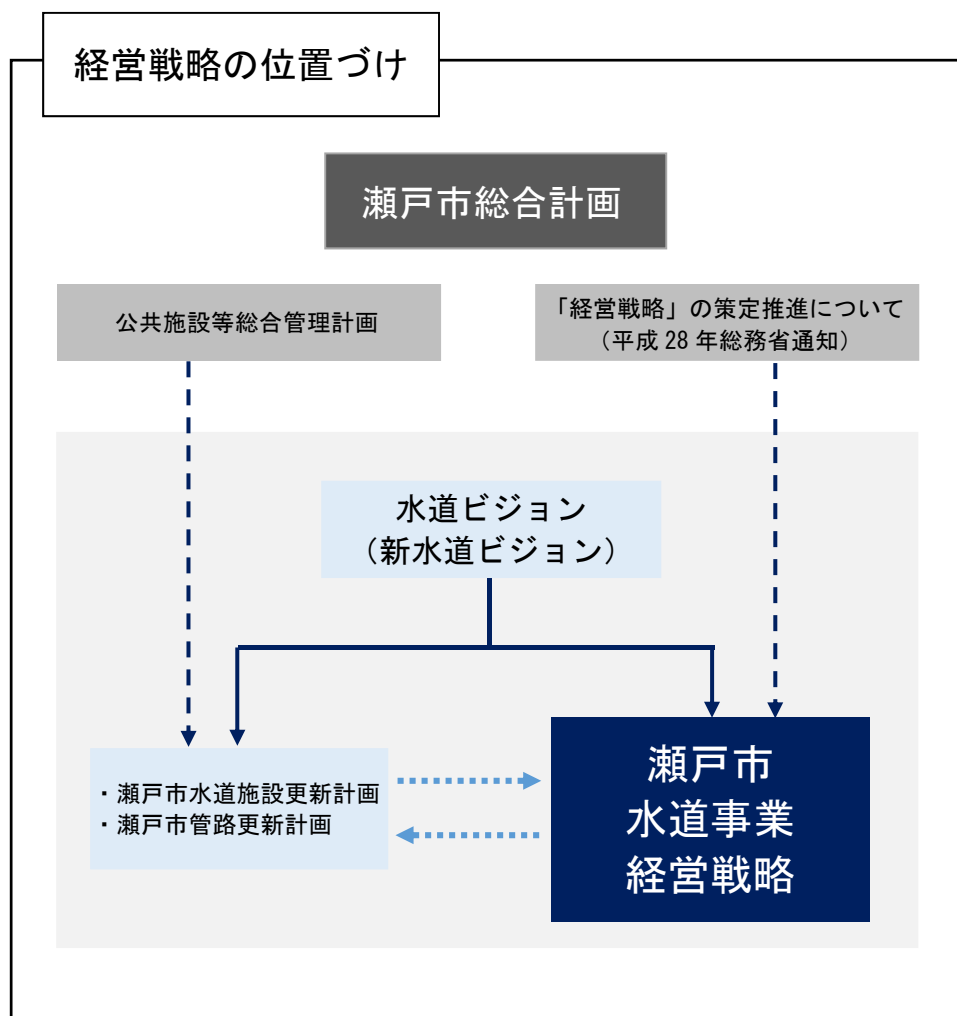 経営戦略の位置づけ
瀬戸市総合計画
公共施設等総合管理計画
「経営戦略」の策定推進について
（平成 28 年総務省通知）
水道ビジョン
（新水道ビジョン）
・瀬戸市水道施設更新計画
・瀬戸市管路更新計画
瀬戸市
水道事業
経営戦略